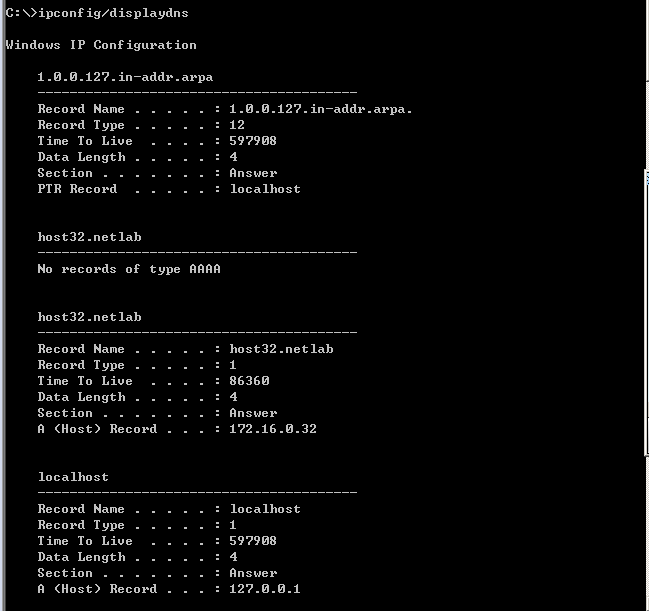 C:\>ipconfig/displaydns
Windows IP Configuration
1.0.0.127.in-addr.arpa
----------------------------------------
Record Name . . . . . : 1.0.0.127.in-addr.arpa.
Record Type . . . . . : 12
Time To Live  . . . . : 597908
Data Length . . . . . : 4
Section . . . . . . . : Answer
PTR Record  . . . . . : localhost
host32.netlab
----------------------------------------
No records of type AAAA
host32.netlab
----------------------------------------
Record Name . . . . . : host32.netlab
Record Type . . . . . : 1
Time To Live  . . . . : 86360
Data Length . . . . . : 4
Section . . . . . . . : Answer
A (Host) Record . . . : 172.16.0.32
localhost
----------------------------------------
Record Name . . . . . : localhost
Record Type . . . . . : 1
Time To Live  . . . . : 597908
Data Length . . . . . : 4
Section . . . . . . . : Answer
A (Host) Record . . . : 127.0.0.1